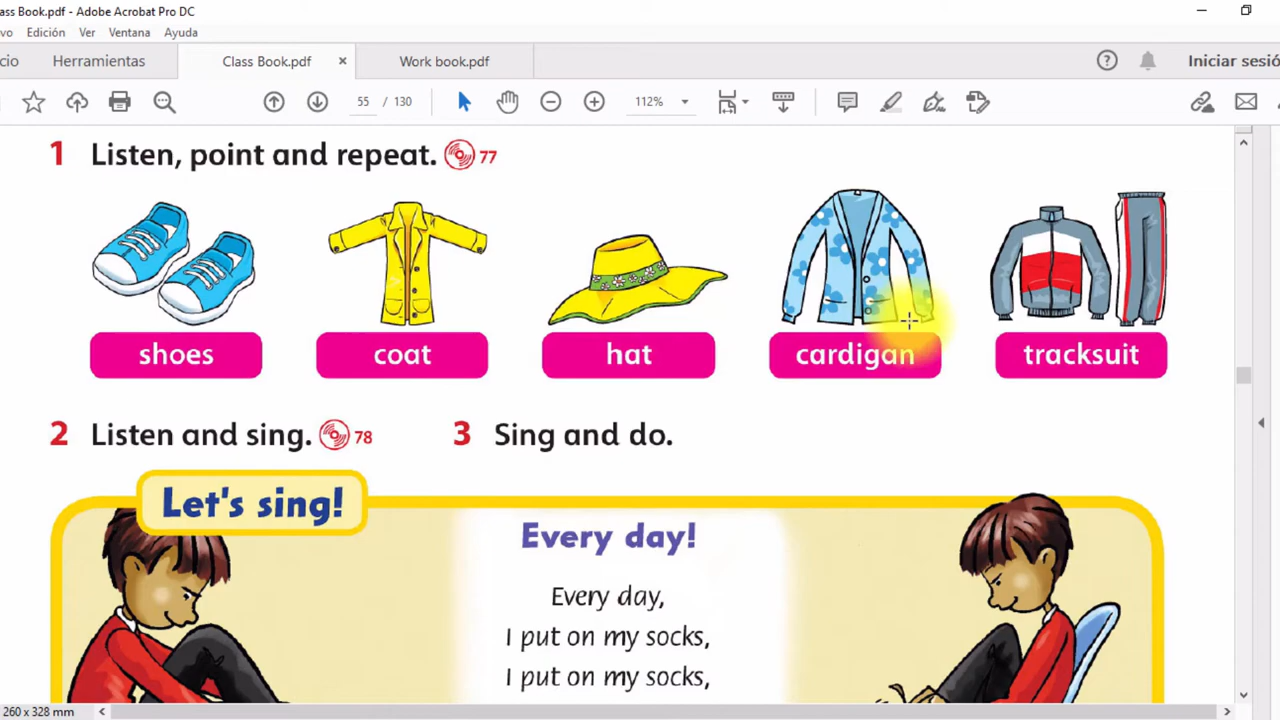 lass Book.pdf - Adobe Acrobat Pro DC
vo Edición Ver Ventana Ayuda
cio Herramientas Class Book.pdf × Work book.pdf Iniciar sesió
55 / 130 112%
1 Listen, point and repeat. 77
shoes coat hat cardigan tracksuit
2 Listen and sing. 78 3 Sing and do.
Let's sing!
Every day!
Every day,
I put on my socks,
I put on my socks,
260 x 328 mm